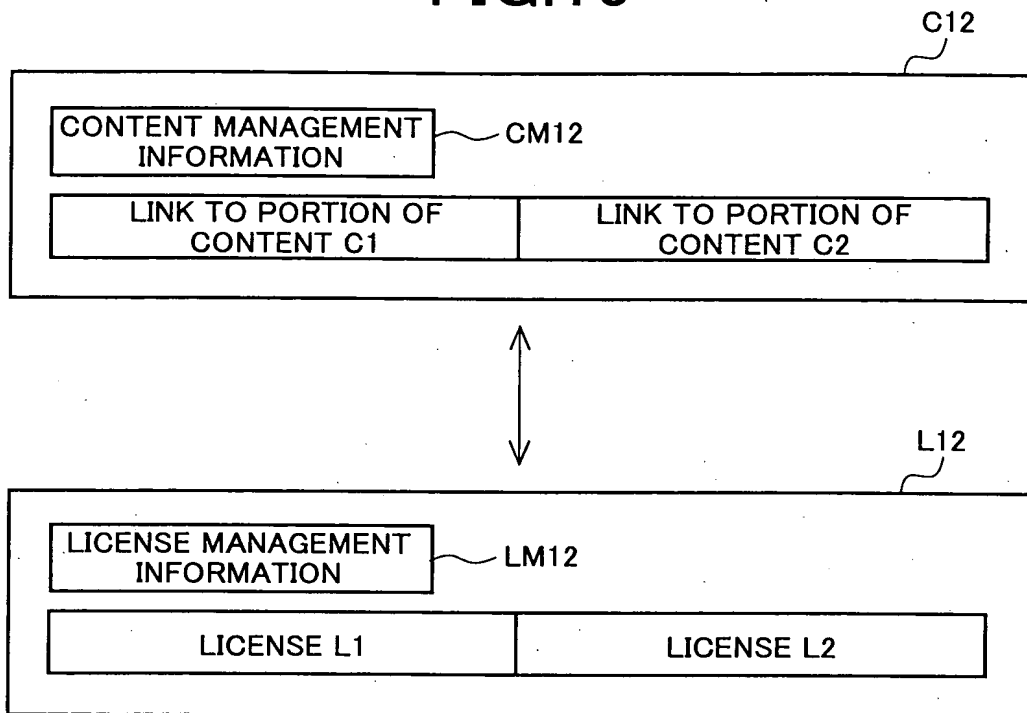 C12
CONTENT MANAGEMENT
INFORMATION
CM12
LINK TO PORTION OF
CONTENT C1
LINK TO PORTION OF
CONTENT C2
L12
LICENSE MANAGEMENT
INFORMATION
LM12
LICENSE L1
LICENSE L2